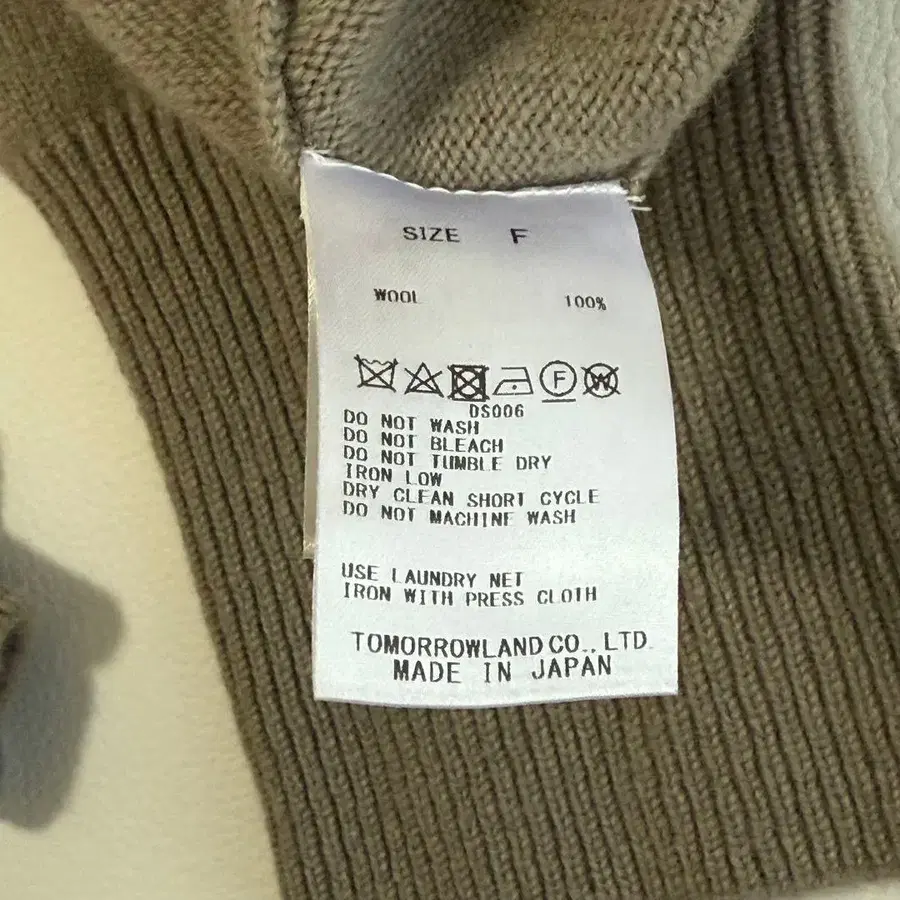 SIZE F
WOOL 100%
F W
DS006
DO NOT WASH
DO NOT BLEACH
DO NOT TUMBLE DRY
IRON LOW
DRY CLEAN SHORT CYCLE
DO NOT MACHINE WASH
USE LAUNDRY NET
IRON WITH PRESS CLOTH
TOMORROWLAND CO., LTD.
MADE IN JAPAN